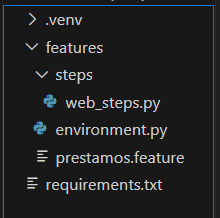 .venv
features
steps
web_steps.py
environment.py
prestamos.feature
requirements.txt